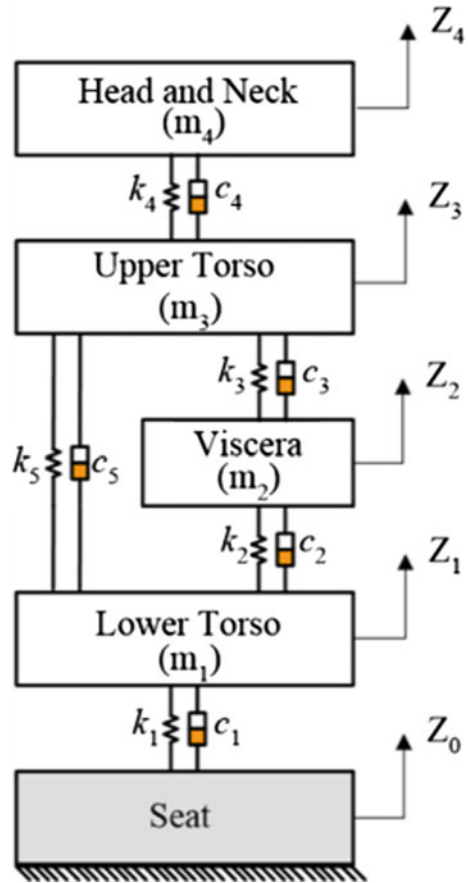 Z₄
Head and Neck
(m₄)
k₄ c₄
Z₃
Upper Torso
(m₃)
k₃ c₃
Z₂
Viscera
(m₂)
k₅ c₅
k₂ c₂
Z₁
Lower Torso
(m₁)
k₁ c₁
Z₀
Seat